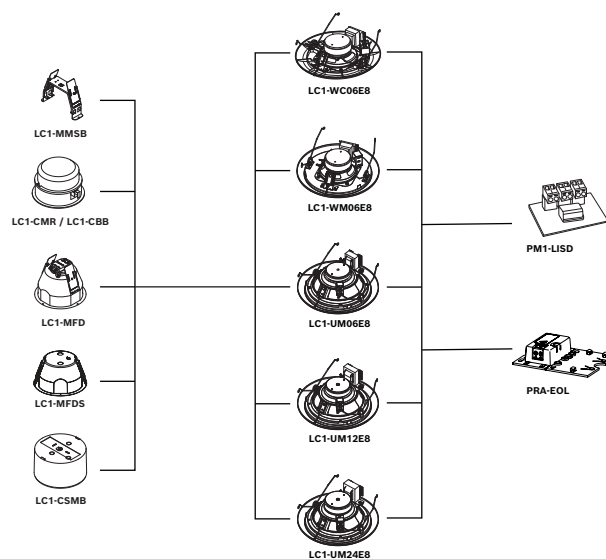 LC1-MMSB
LC1-CMR / LC1-CBB
LC1-MFD
LC1-MFDS
LC1-CSMB
LC1-WC06E8
LC1-WM06E8
LC1-UM06E8
LC1-UM12E8
LC1-UM24E8
PM1-LISD
PRA-EOL